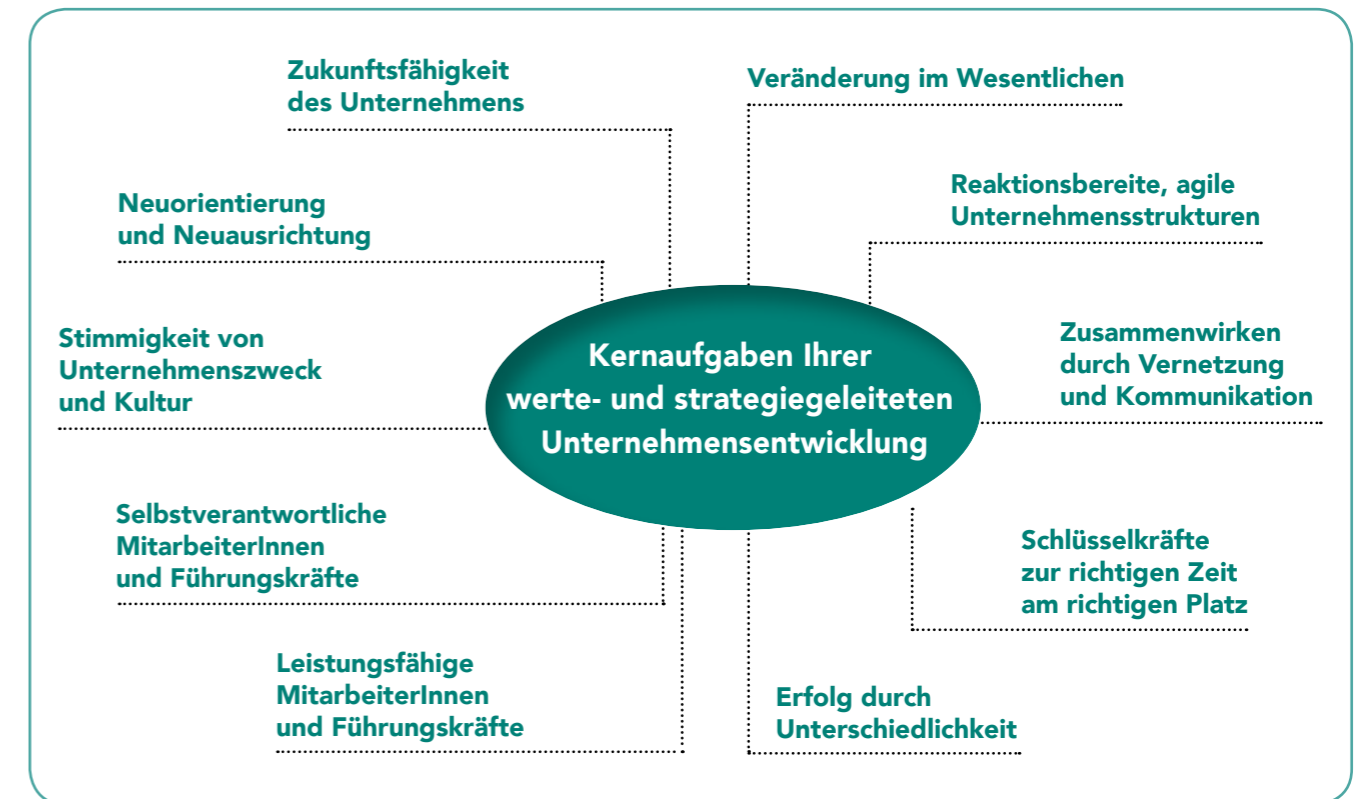 Zukunftsfähigkeit
des Unternehmens
Veränderung im Wesentlichen
Neuorientierung
und Neuausrichtung
Reaktionsbereite, agile
Unternehmensstrukturen
Stimmigkeit von
Unternehmenszweck
und Kultur
Kernaufgaben Ihrer
werte- und strategiegeleiteten
Unternehmensentwicklung
Zusammenwirken
durch Vernetzung
und Kommunikation
Selbstverantwortliche
MitarbeiterInnen
und Führungskräfte
Schlüsselkräfte
zur richtigen Zeit
am richtigen Platz
Leistungsfähige
MitarbeiterInnen
und Führungskräfte
Erfolg durch
Unterschiedlichkeit